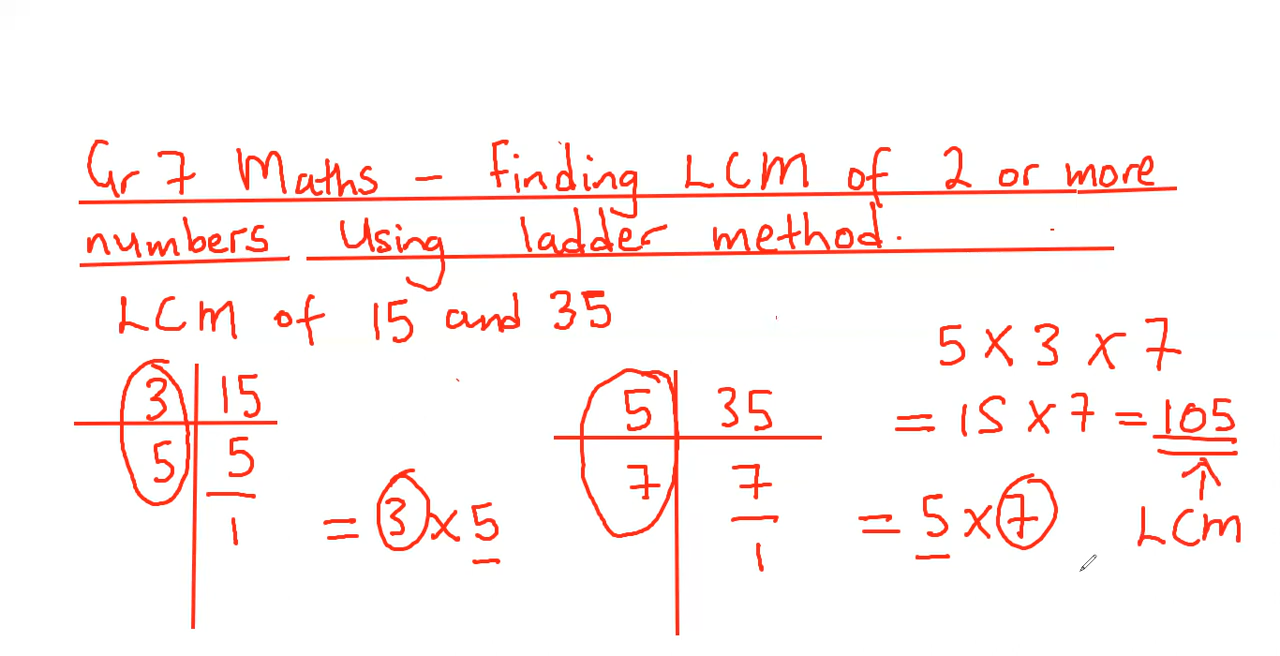 Gr 7 Maths - Finding LCM of 2 or more
numbers Using ladder method.
LCM of 15 and 35
3 | 15
5 | 5
1
= 3 x 5
5 | 35
7 | 7
1
= 5 x 7
5 x 3 x 7
= 15 x 7 = 105
↑
LCM